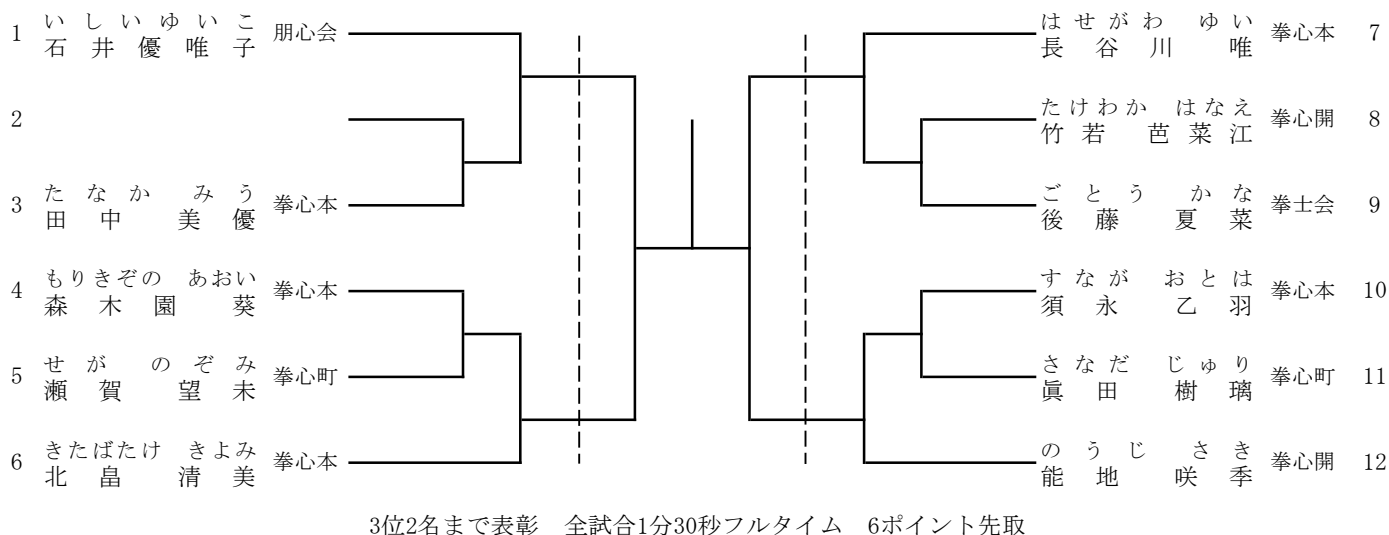 いしいゆいこ
1 石井優唯子 朋心会
2
たなか みう
3 田中 美優 拳心本
もりきぞの あおい
4 森木園 葵 拳心本
せが のぞみ
5 瀬賀 望未 拳心町
きたばたけ きよみ
6 北畠 清美 拳心本
はせがわ ゆい
長谷川 唯 拳心本 7
たけわか はなえ
竹若 芭菜江 拳心開 8
ごとう かな
後藤 夏菜 拳士会 9
すなが おとは
須永 乙羽 拳心本 10
さなだ じゅり
眞田 樹璃 拳心町 11
のうじ さき
能地 咲季 拳心開 12
3位2名まで表彰 全試合1分30秒フルタイム 6ポイント先取